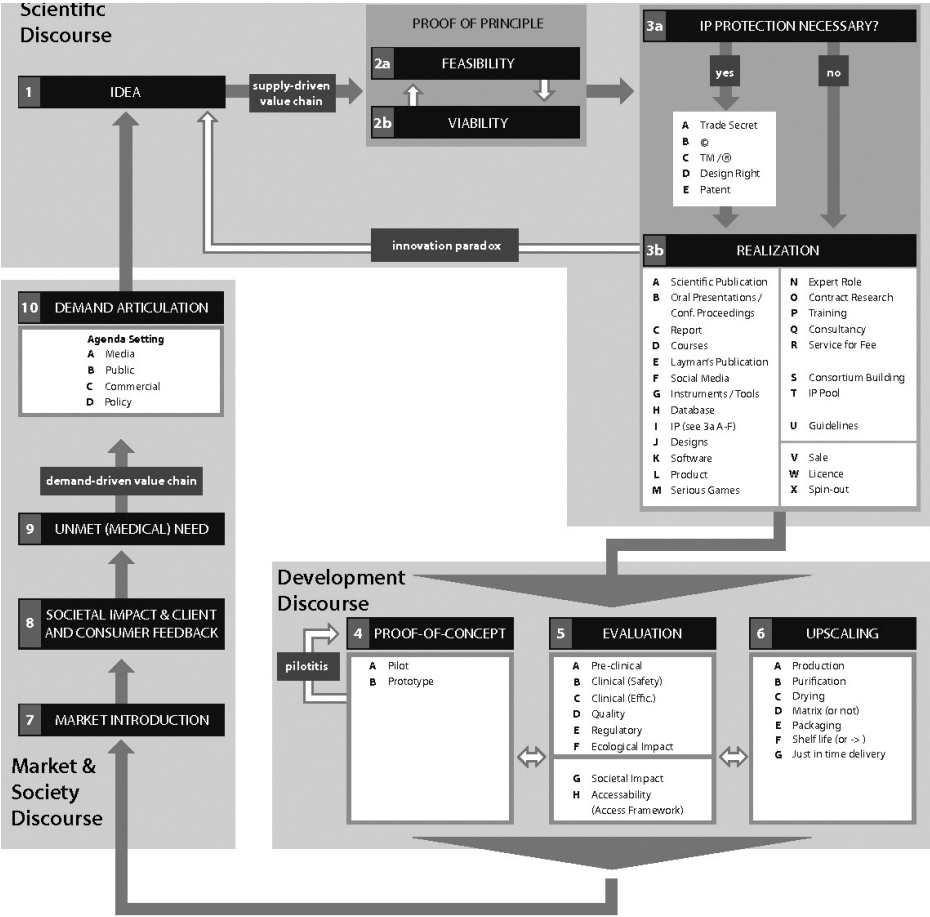 Scientific
Discourse
1 IDEA
supply-driven
value chain
PROOF OF PRINCIPLE
2a FEASIBILITY
2b VIABILITY
3a IP PROTECTION NECESSARY?
yes
no
A Trade Secret
B ©
C TM/®
D Design Right
E Patent
innovation paradox
3b REALIZATION
A Scientific Publication
B Oral Presentations /
Conf. Proceedings
C Report
D Courses
E Layman's Publication
F Social Media
G Instruments / Tools
H Database
I IP (see 3a A-F)
J Designs
K Software
L Product
M Serious Games
N Expert Role
O Contract Research
P Training
Q Consultancy
R Service for Fee
S Consortium Building
T IP Pool
U Guidelines
V Sale
W Licence
X Spin-out
10 DEMAND ARTICULATION
Agenda Setting
A Media
B Public
C Commercial
D Policy
demand-driven value chain
9 UNMET (MEDICAL) NEED
8 SOCIETAL IMPACT & CLIENT
AND CONSUMER FEEDBACK
7 MARKET INTRODUCTION
Market &
Society
Discourse
Development
Discourse
pilotitis
4 PROOF-OF-CONCEPT
A Pilot
B Prototype
5 EVALUATION
A Pre-clinical
B Clinical (Safety)
C Clinical (Effic.)
D Quality
E Regulatory
F Ecological Impact
G Societal Impact
H Accessability
(Access Framework)
6 UPSCALING
A Production
B Purification
C Drying
D Matrix (or not)
E Packaging
F Shelf life (or -> )
G Just in time delivery